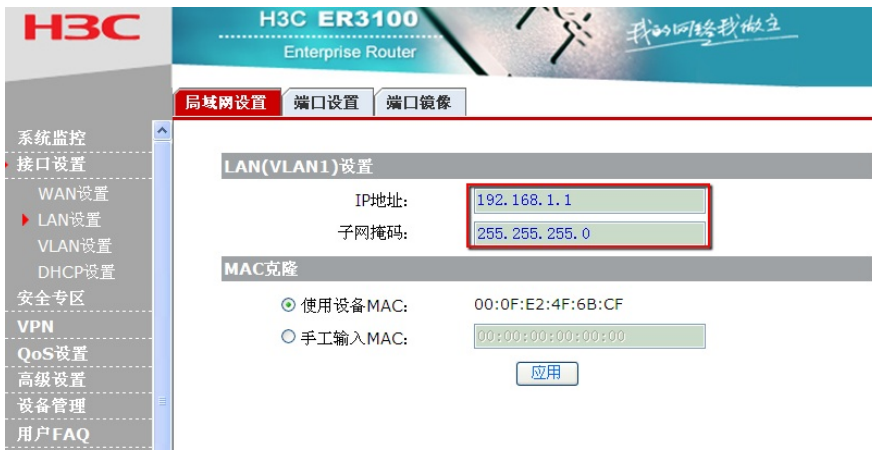 H3C
H3C ER3100
Enterprise Router
我的网络我做主
局域网设置 端口设置 端口镜像
系统监控
接口设置
WAN设置
LAN设置
VLAN设置
DHCP设置
安全专区
VPN
QoS设置
高级设置
设备管理
用户FAQ
LAN(VLAN1)设置
IP地址: 192.168.1.1
子网掩码: 255.255.255.0
MAC克隆
使用设备MAC: 00:0F:E2:4F:6B:CF
手工输入MAC: 00:00:00:00:00:00
应用